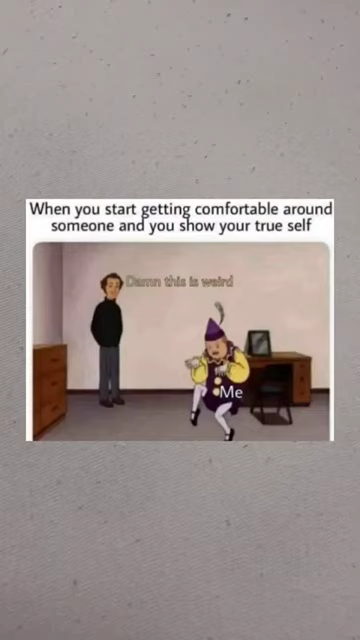 When you start getting comfortable around
someone and you show your true self
Damn this is weird
Me